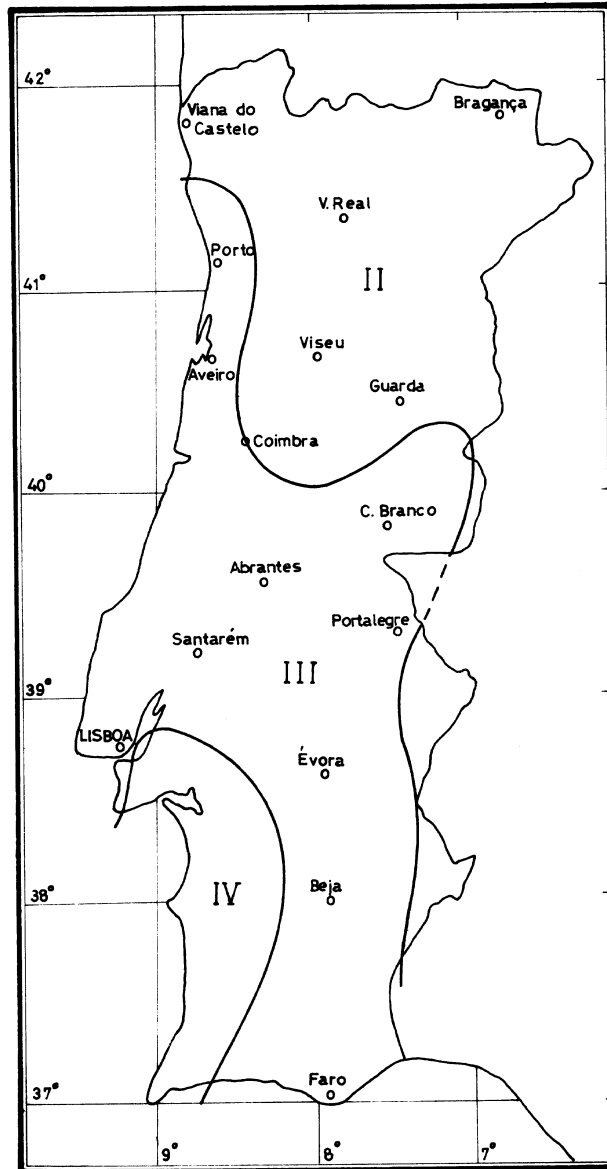 42°
Viana do
Castelo
Bragança
V. Real
Porto
41°
II
Viseu
Aveiro
Guarda
Coimbra
40°
C. Branco
Abrantes
Portalegre
Santarém
III
39°
LISBOA
Évora
IV
Beja
38°
Faro
37°
9°
8°
7°